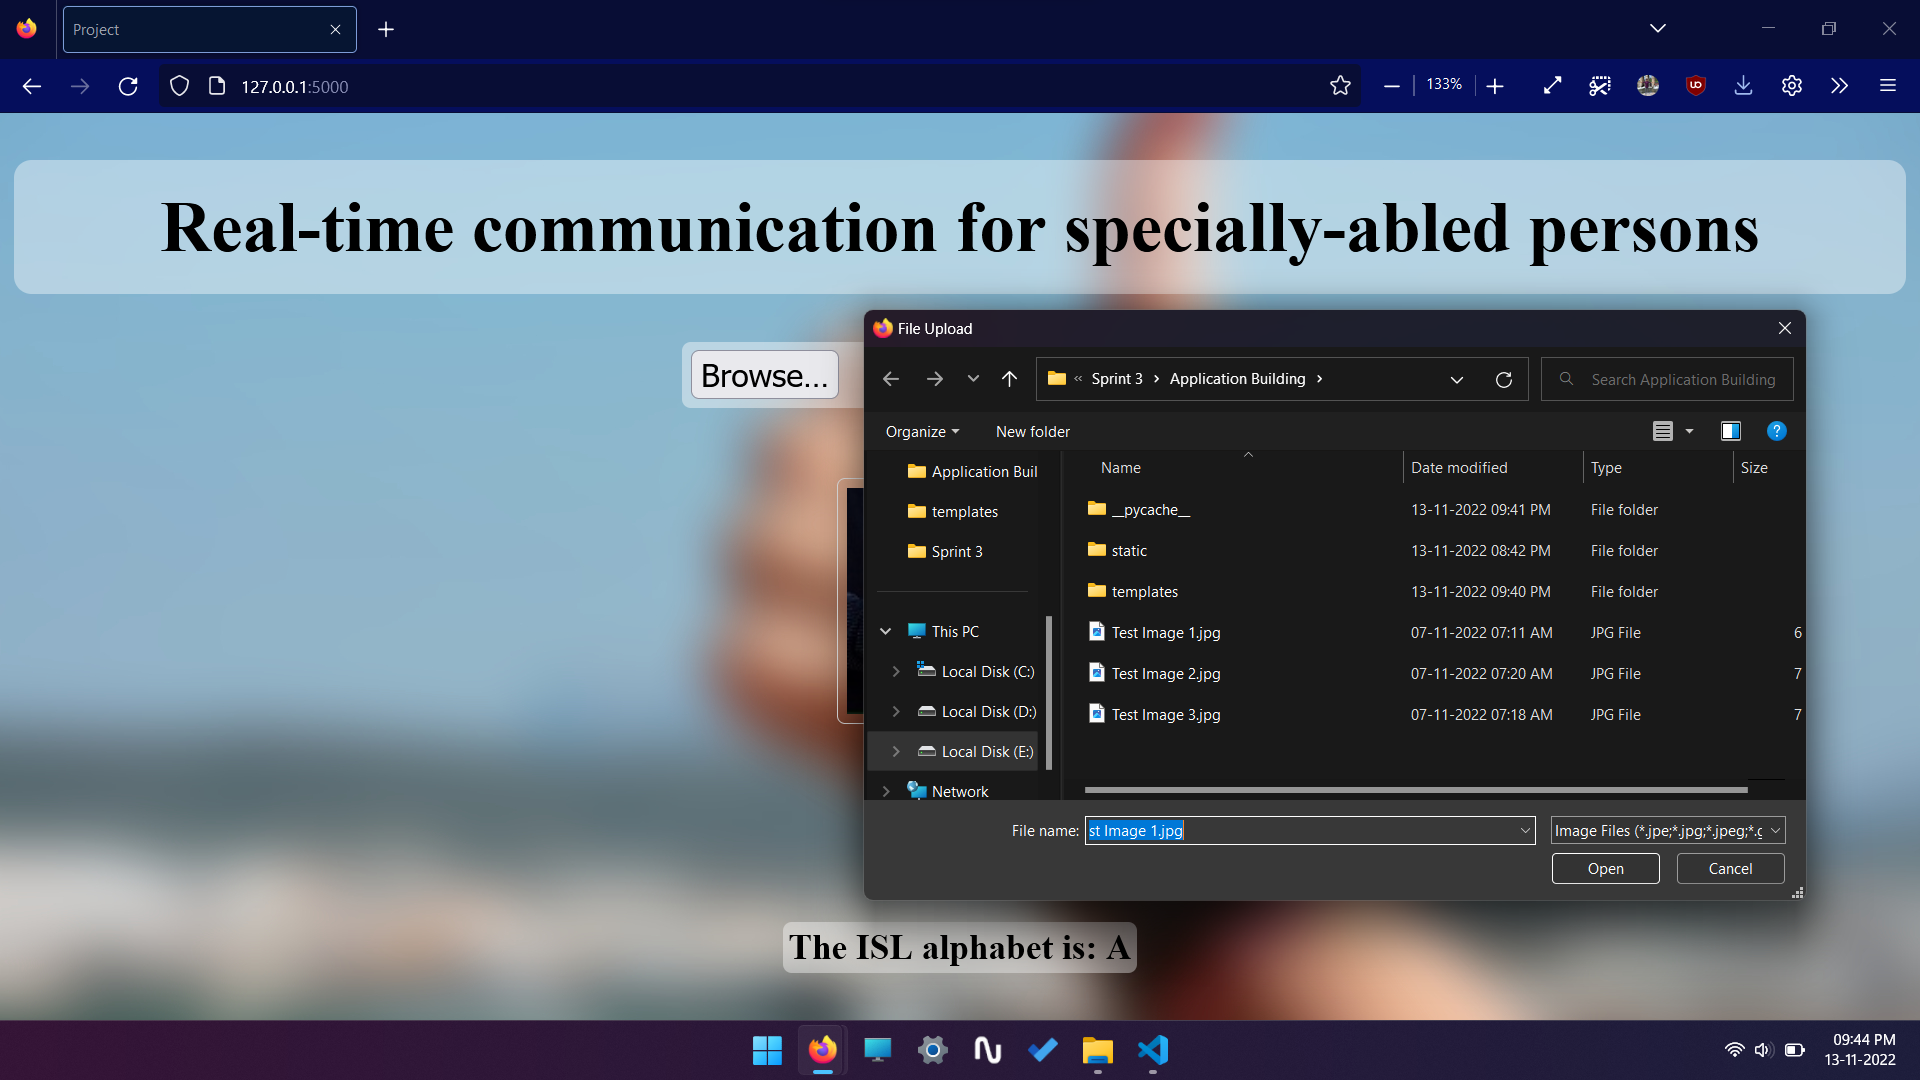 Project
127.0.0.1:5000
133%
Real-time communication for specially-abled persons
Browse...
File Upload
Sprint 3
Application Building
Search Application Building
Organize
New folder
Name
Date modified
Type
Size
Application Buil
templates
Sprint 3
This PC
Local Disk (C:)
Local Disk (D:)
Local Disk (E:)
Network
__pycache__ 13-11-2022 09:41 PM File folder
static 13-11-2022 08:42 PM File folder
templates 13-11-2022 09:40 PM File folder
Test Image 1.jpg 07-11-2022 07:11 AM JPG File 6
Test Image 2.jpg 07-11-2022 07:20 AM JPG File 7
Test Image 3.jpg 07-11-2022 07:18 AM JPG File 7
File name: st Image 1.jpg
Image Files (*.jpe;*.jpg;*.jpeg;*.g
Open
Cancel
The ISL alphabet is: A
09:44 PM
13-11-2022